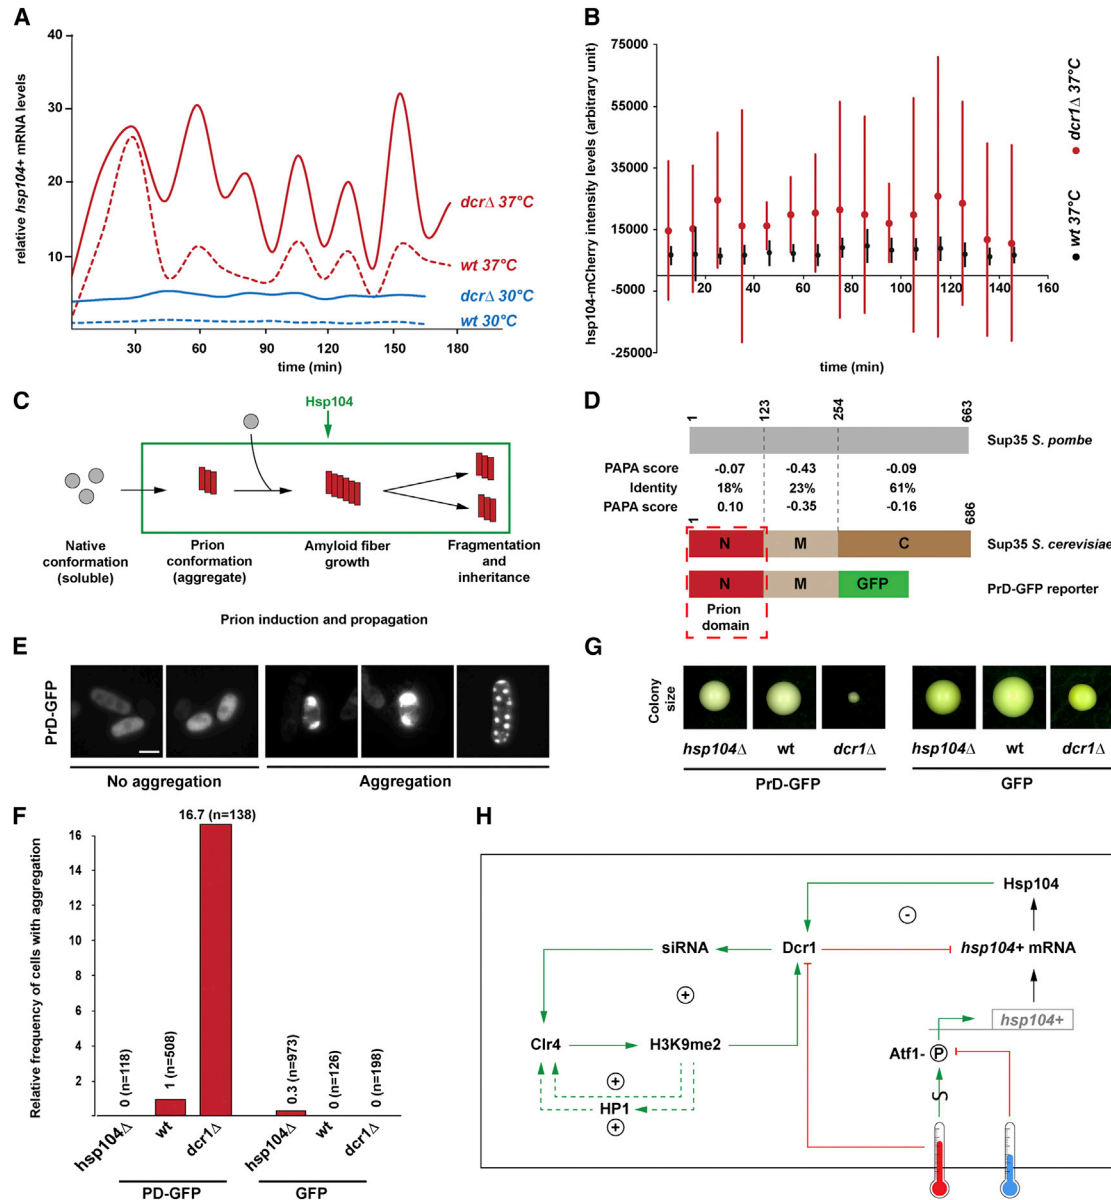 A
relative hsp104+ mRNA levels
40
30
20
10
30
60
90
120
150
180
time (min)
dcrΔ 37°C
wt 37°C
dcrΔ 30°C
wt 30°C
B
hsp104-mCherry intensity levels (arbitrary unit)
75000
55000
35000
15000
-5000
-25000
20
40
60
80
100
120
140
160
time (min)
dcr1Δ 37°C
wt 37°C
C
Hsp104
Native
conformation
(soluble)
Prion
conformation
(aggregate)
Amyloid fiber
growth
Fragmentation
and
inheritance
Prion induction and propagation
D
1
123
254
663
Sup35 S. pombe
PAPA score -0.07 -0.43 -0.09
Identity 18% 23% 61%
PAPA score 0.10 -0.35 -0.16
1
686
N M C Sup35 S. cerevisiae
N M GFP PrD-GFP reporter
Prion
domain
E
PrD-GFP
No aggregation
Aggregation
F
Relative frequency of cells with aggregation
16
14
12
10
8
6
4
2
0 (n=118)
1 (n=508)
16.7 (n=138)
0.3 (n=973)
0 (n=126)
0 (n=198)
hsp104Δ
wt
dcr1Δ
hsp104Δ
wt
dcr1Δ
PD-GFP
GFP
G
Colony
size
hsp104Δ wt dcr1Δ
hsp104Δ wt dcr1Δ
PrD-GFP
GFP
H
Hsp104
-
siRNA
Dcr1
hsp104+ mRNA
+
hsp104+
Clr4
H3K9me2
Atf1- P
+
HP1
+
S